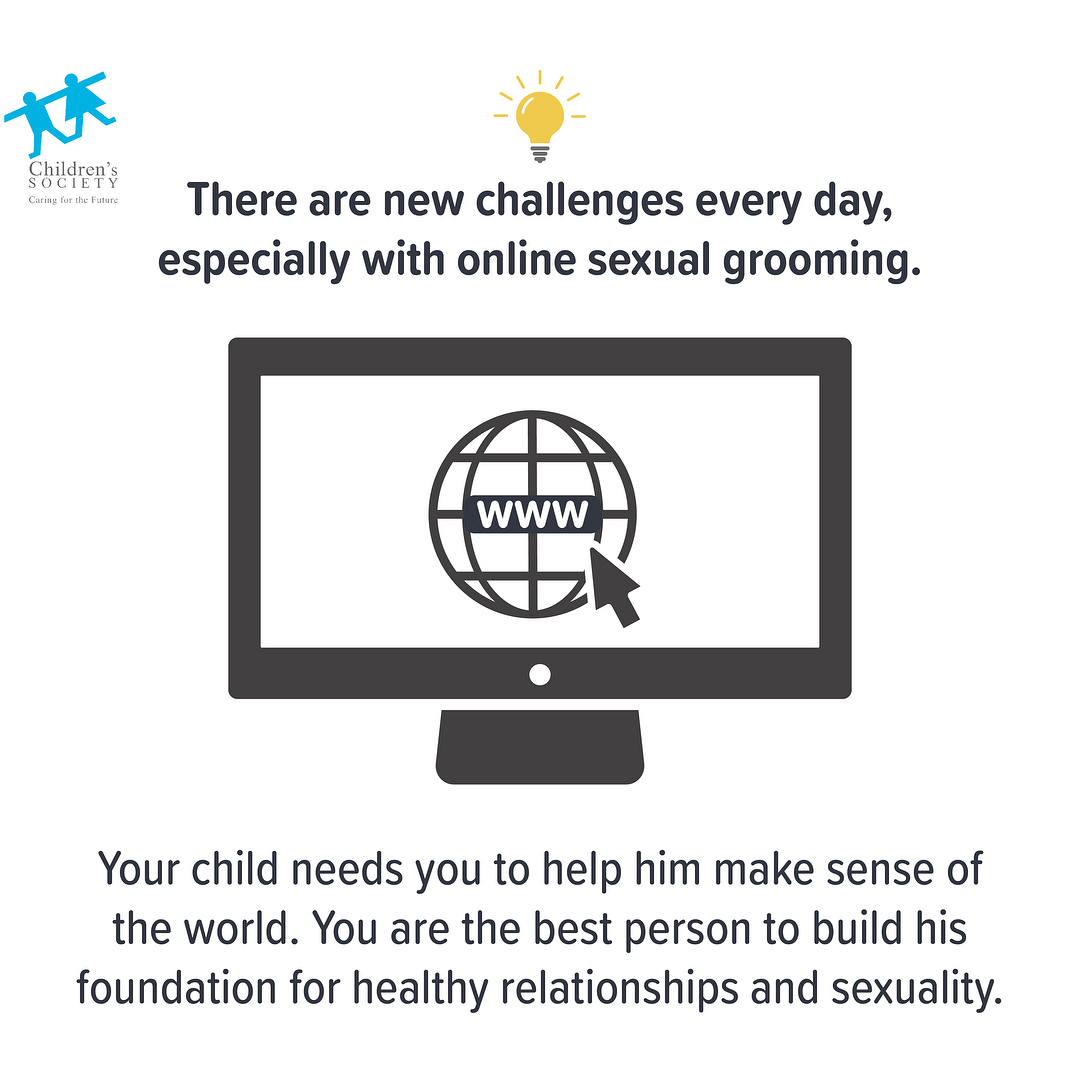 Children's
SOCIETY
Caring for the Future
There are new challenges every day,
especially with online sexual grooming.
WWW
Your child needs you to help him make sense of
the world. You are the best person to build his
foundation for healthy relationships and sexuality.